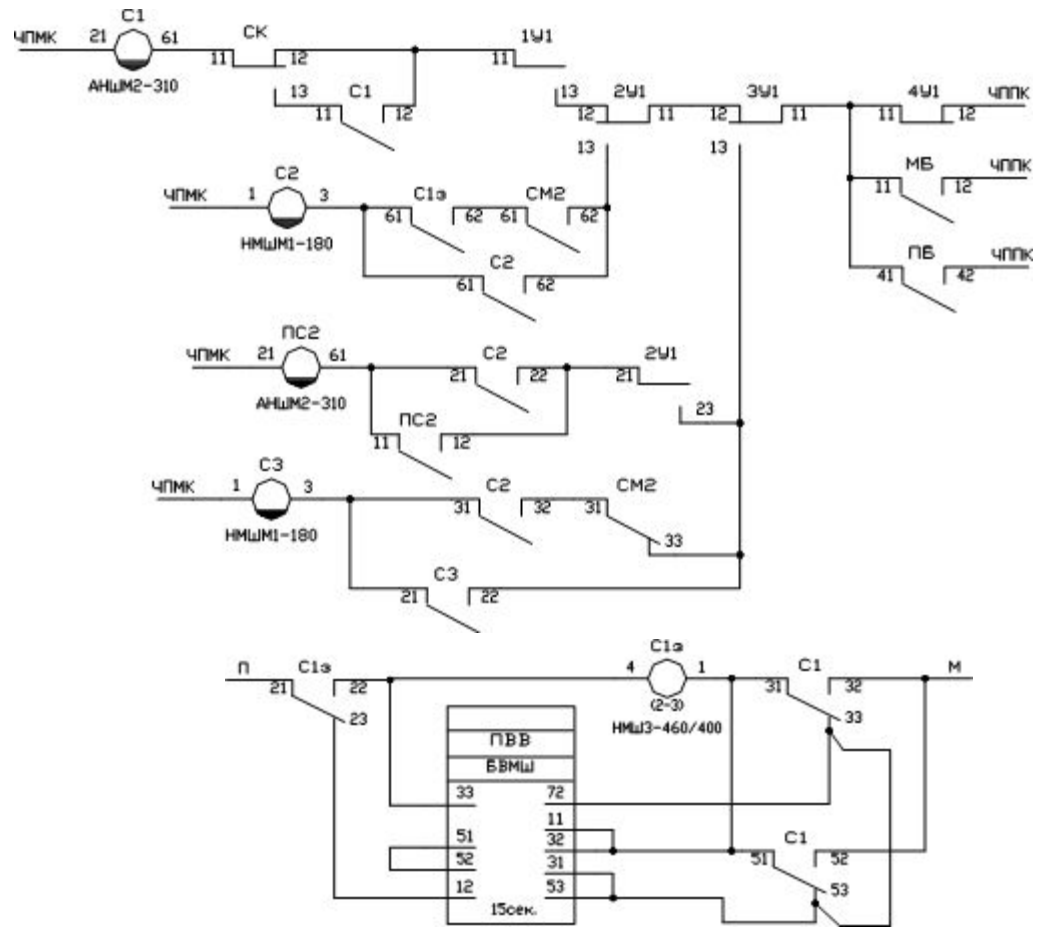 С1
ЧПМК 21 61 СК 1У1
11 12 11
АНШМ2-310
13 С1 13 2У1 3У1 4У1 ЧППК
11 12 12 11 12 11 11 12
13 13
МБ ЧППК
11 12
С2
ЧПМК 1 3 С1э СМ2
61 62 61 62
НМШМ1-180
С2
61 62
ПБ ЧППК
41 42
ПС2
ЧПМК 21 61 С2 2У1
21 22 21
АНШМ2-310
23
ПС2
11 12
С3
ЧПМК 1 3 С2 СМ2
31 32 31
33
НМШМ1-180
С3
21 22
С1э
П С1э 4 1 С1 М
21 22 31 32
(2-3)
23 33
НМШ3-460/400
ПВВ
БВМШ
33 72
11
51 32 С1
52 31 51 52
12 53 53
15сек.